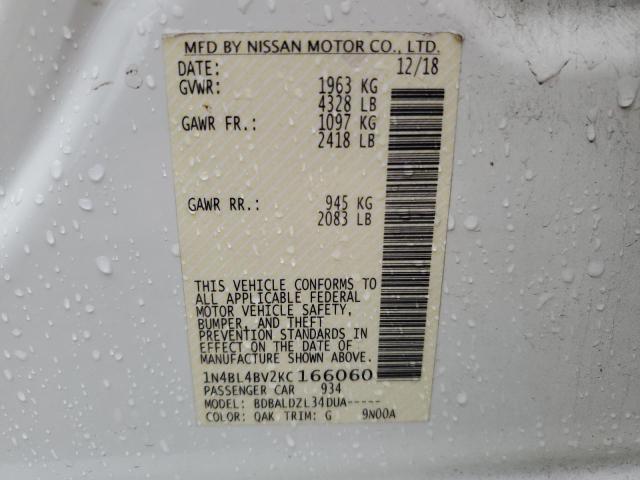 MFD BY NISSAN MOTOR CO., LTD.
DATE: 12/18
GVWR: 1963 KG
4328 LB
GAWR FR.: 1097 KG
2418 LB
GAWR RR.: 945 KG
2083 LB
THIS VEHICLE CONFORMS TO
ALL APPLICABLE FEDERAL
MOTOR VEHICLE SAFETY,
BUMPER, AND THEFT
PREVENTION STANDARDS IN
EFFECT ON THE DATE OF
MANUFACTURE SHOWN ABOVE.
1N4BL4BV2KC166060
PASSENGER CAR 934
MODEL: BDBALDZL34DUA-----
COLOR: QAK TRIM: G 9N00A